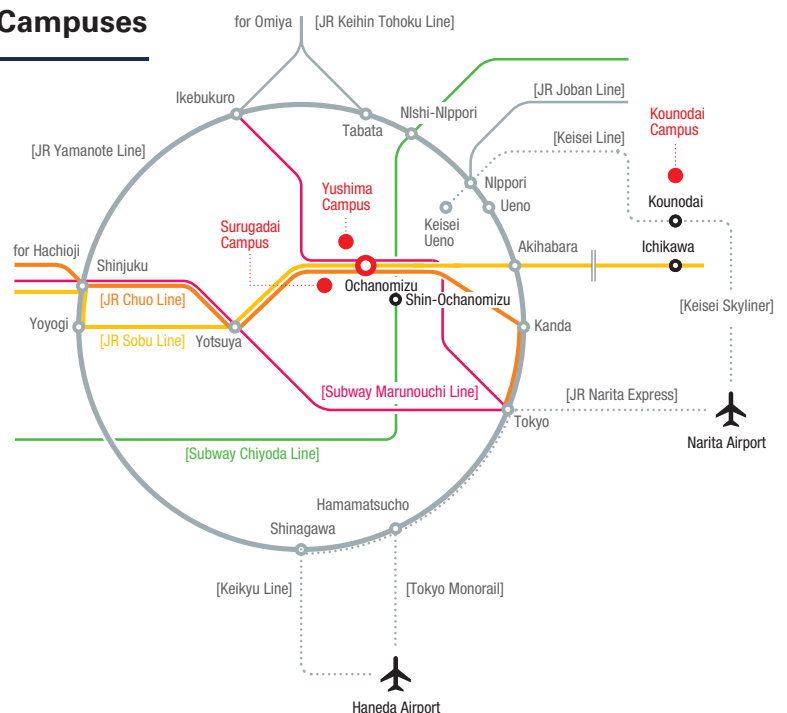 Campuses
for Omiya
[JR Keihin Tohoku Line]
Ikebukuro
Tabata
NIshi-NIppori
[JR Joban Line]
Kounodai
Campus
[Keisei Line]
[JR Yamanote Line]
NIppori
Yushima
Campus
Ueno
Kounodai
Surugadai
Campus
Keisei
Ueno
for Hachioji
Shinjuku
Akihabara
Ichikawa
Ochanomizu
[JR Chuo Line]
Shin-Ochanomizu
[Keisei Skyliner]
Yoyogi
[JR Sobu Line]
Yotsuya
Kanda
[Subway Marunouchi Line]
[JR Narita Express]
Tokyo
Narita Airport
[Subway Chiyoda Line]
Hamamatsucho
Shinagawa
[Keikyu Line]
[Tokyo Monorail]
Haneda Airport